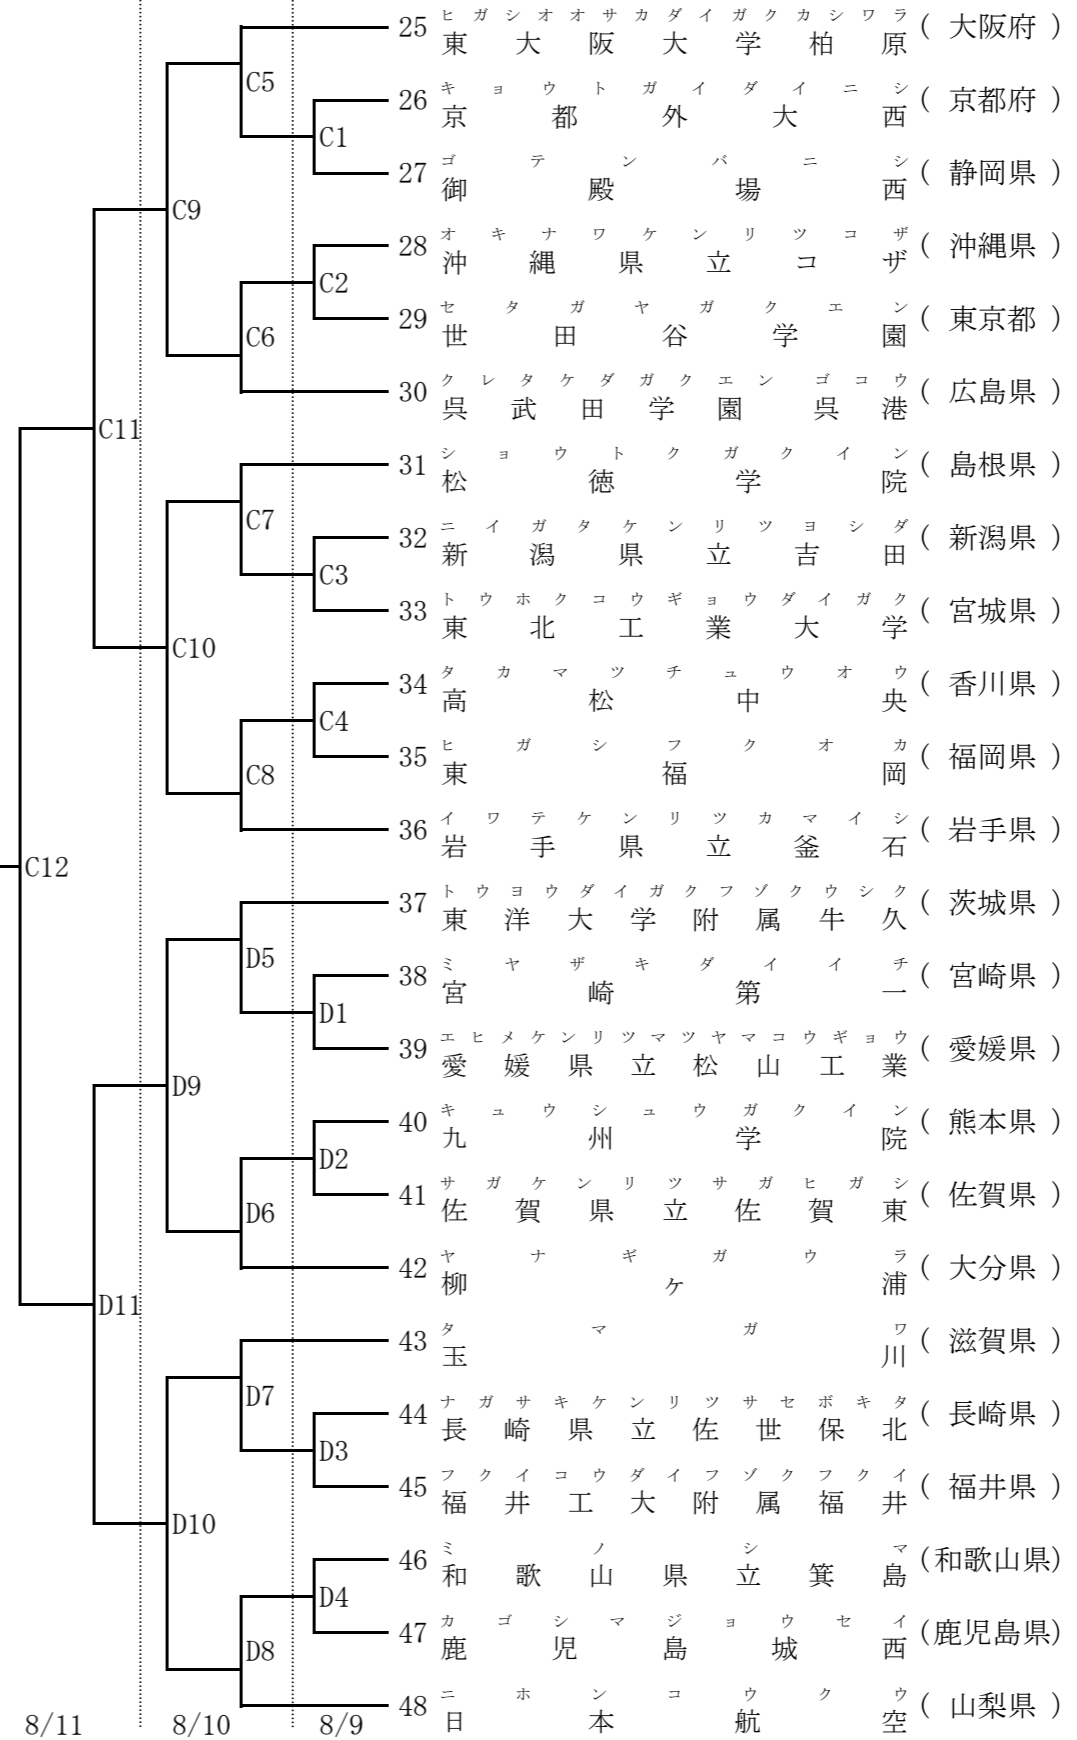 ヒガシオオサカダイガクカシワラ
25 東大阪大学柏原 ( 大阪府 )
C5
キョウトガイダイニシ
26 京都外大西 ( 京都府 )
C1
ゴテンバニシ
27 御殿場西 ( 静岡県 )
C9
オキナワケンリツコザ
28 沖縄県立コザ ( 沖縄県 )
C2
セタガヤガクエン
29 世田谷学園 ( 東京都 )
C6
クレタケダガクエン ゴコウ
30 呉武田学園 呉港 ( 広島県 )
C11
ショウトクガクイン
31 松徳学院 ( 島根県 )
C7
ニイガタケンリツヨシダ
32 新潟県立吉田 ( 新潟県 )
C3
トウホクコウギョウダイガク
33 東北工業大学 ( 宮城県 )
C10
タカマツチュウオウ
34 高松中央 ( 香川県 )
C4
ヒガシフクオカ
35 東福岡 ( 福岡県 )
C8
イワテケンリツカマイシ
36 岩手県立釜石 ( 岩手県 )
C12
トウヨウダイガクフゾクウシク
37 東洋大学附属牛久 ( 茨城県 )
D5
ミヤザキダイイチ
38 宮崎第一 ( 宮崎県 )
D1
エヒメケンリツマツヤマコウギョウ
39 愛媛県立松山工業 ( 愛媛県 )
D9
キュウシュウガクイン
40 九州学院 ( 熊本県 )
D2
サガケンリツサガヒガシ
41 佐賀県立佐賀東 ( 佐賀県 )
D6
ヤナギガウラ
42 柳ヶ浦 ( 大分県 )
D11
タマガワ
43 玉川 ( 滋賀県 )
D7
ナガサキケンリツサセボキタ
44 長崎県立佐世保北 ( 長崎県 )
D3
フクイコウダイフゾクフクイ
45 福井工大附属福井 ( 福井県 )
D10
ミノシマ
46 和歌山県立箕島 (和歌山県)
D4
カゴシマジョウセイ
47 鹿児島城西 (鹿児島県)
D8
ニホンコウクウ
48 日本航空 ( 山梨県 )
8/11 8/10 8/9